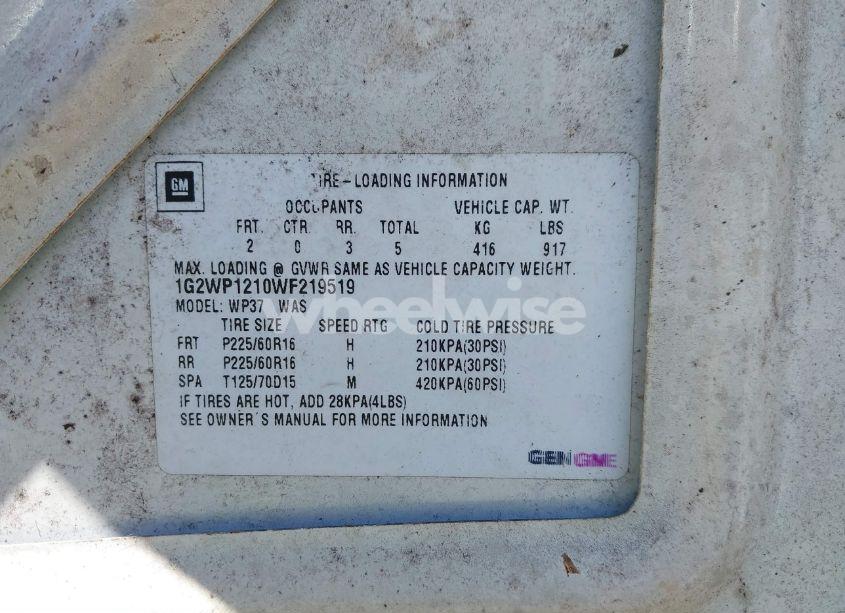 GM
TIRE-LOADING INFORMATION
OCCUPANTS VEHICLE CAP. WT.
FRT. CTR. RR. TOTAL KG LBS
2 0 3 5 416 917
MAX. LOADING @ GVWR SAME AS VEHICLE CAPACITY WEIGHT.
1G2WP1210WF219519
MODEL: WP37 WAS
TIRE SIZE SPEED RTG COLD TIRE PRESSURE
FRT P225/60R16 H 210KPA(30PSI)
RR P225/60R16 H 210KPA(30PSI)
SPA T125/70D15 M 420KPA(60PSI)
IF TIRES ARE HOT, ADD 28KPA(4LBS)
SEE OWNER'S MANUAL FOR MORE INFORMATION
wheelwise